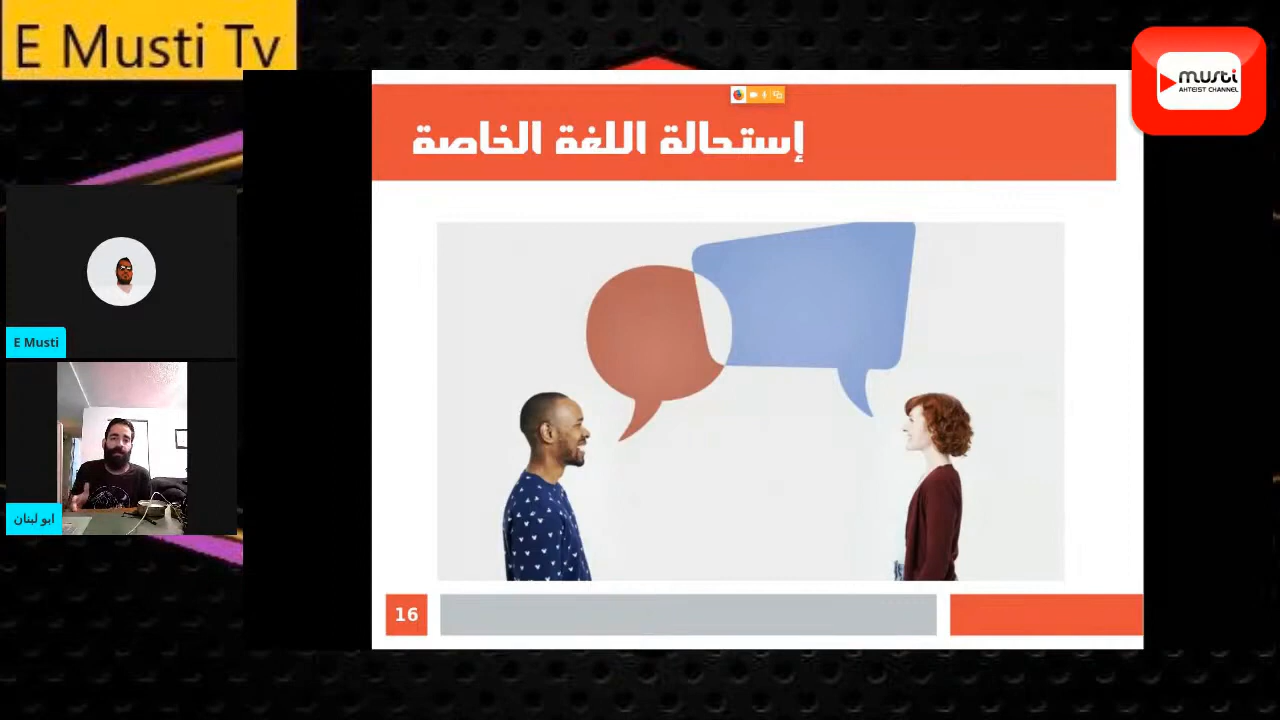 E Musti Tv
musti
AHTEIST CHANNEL
إستحالة اللغة الخاصة
E Musti
ابو لبنان
16